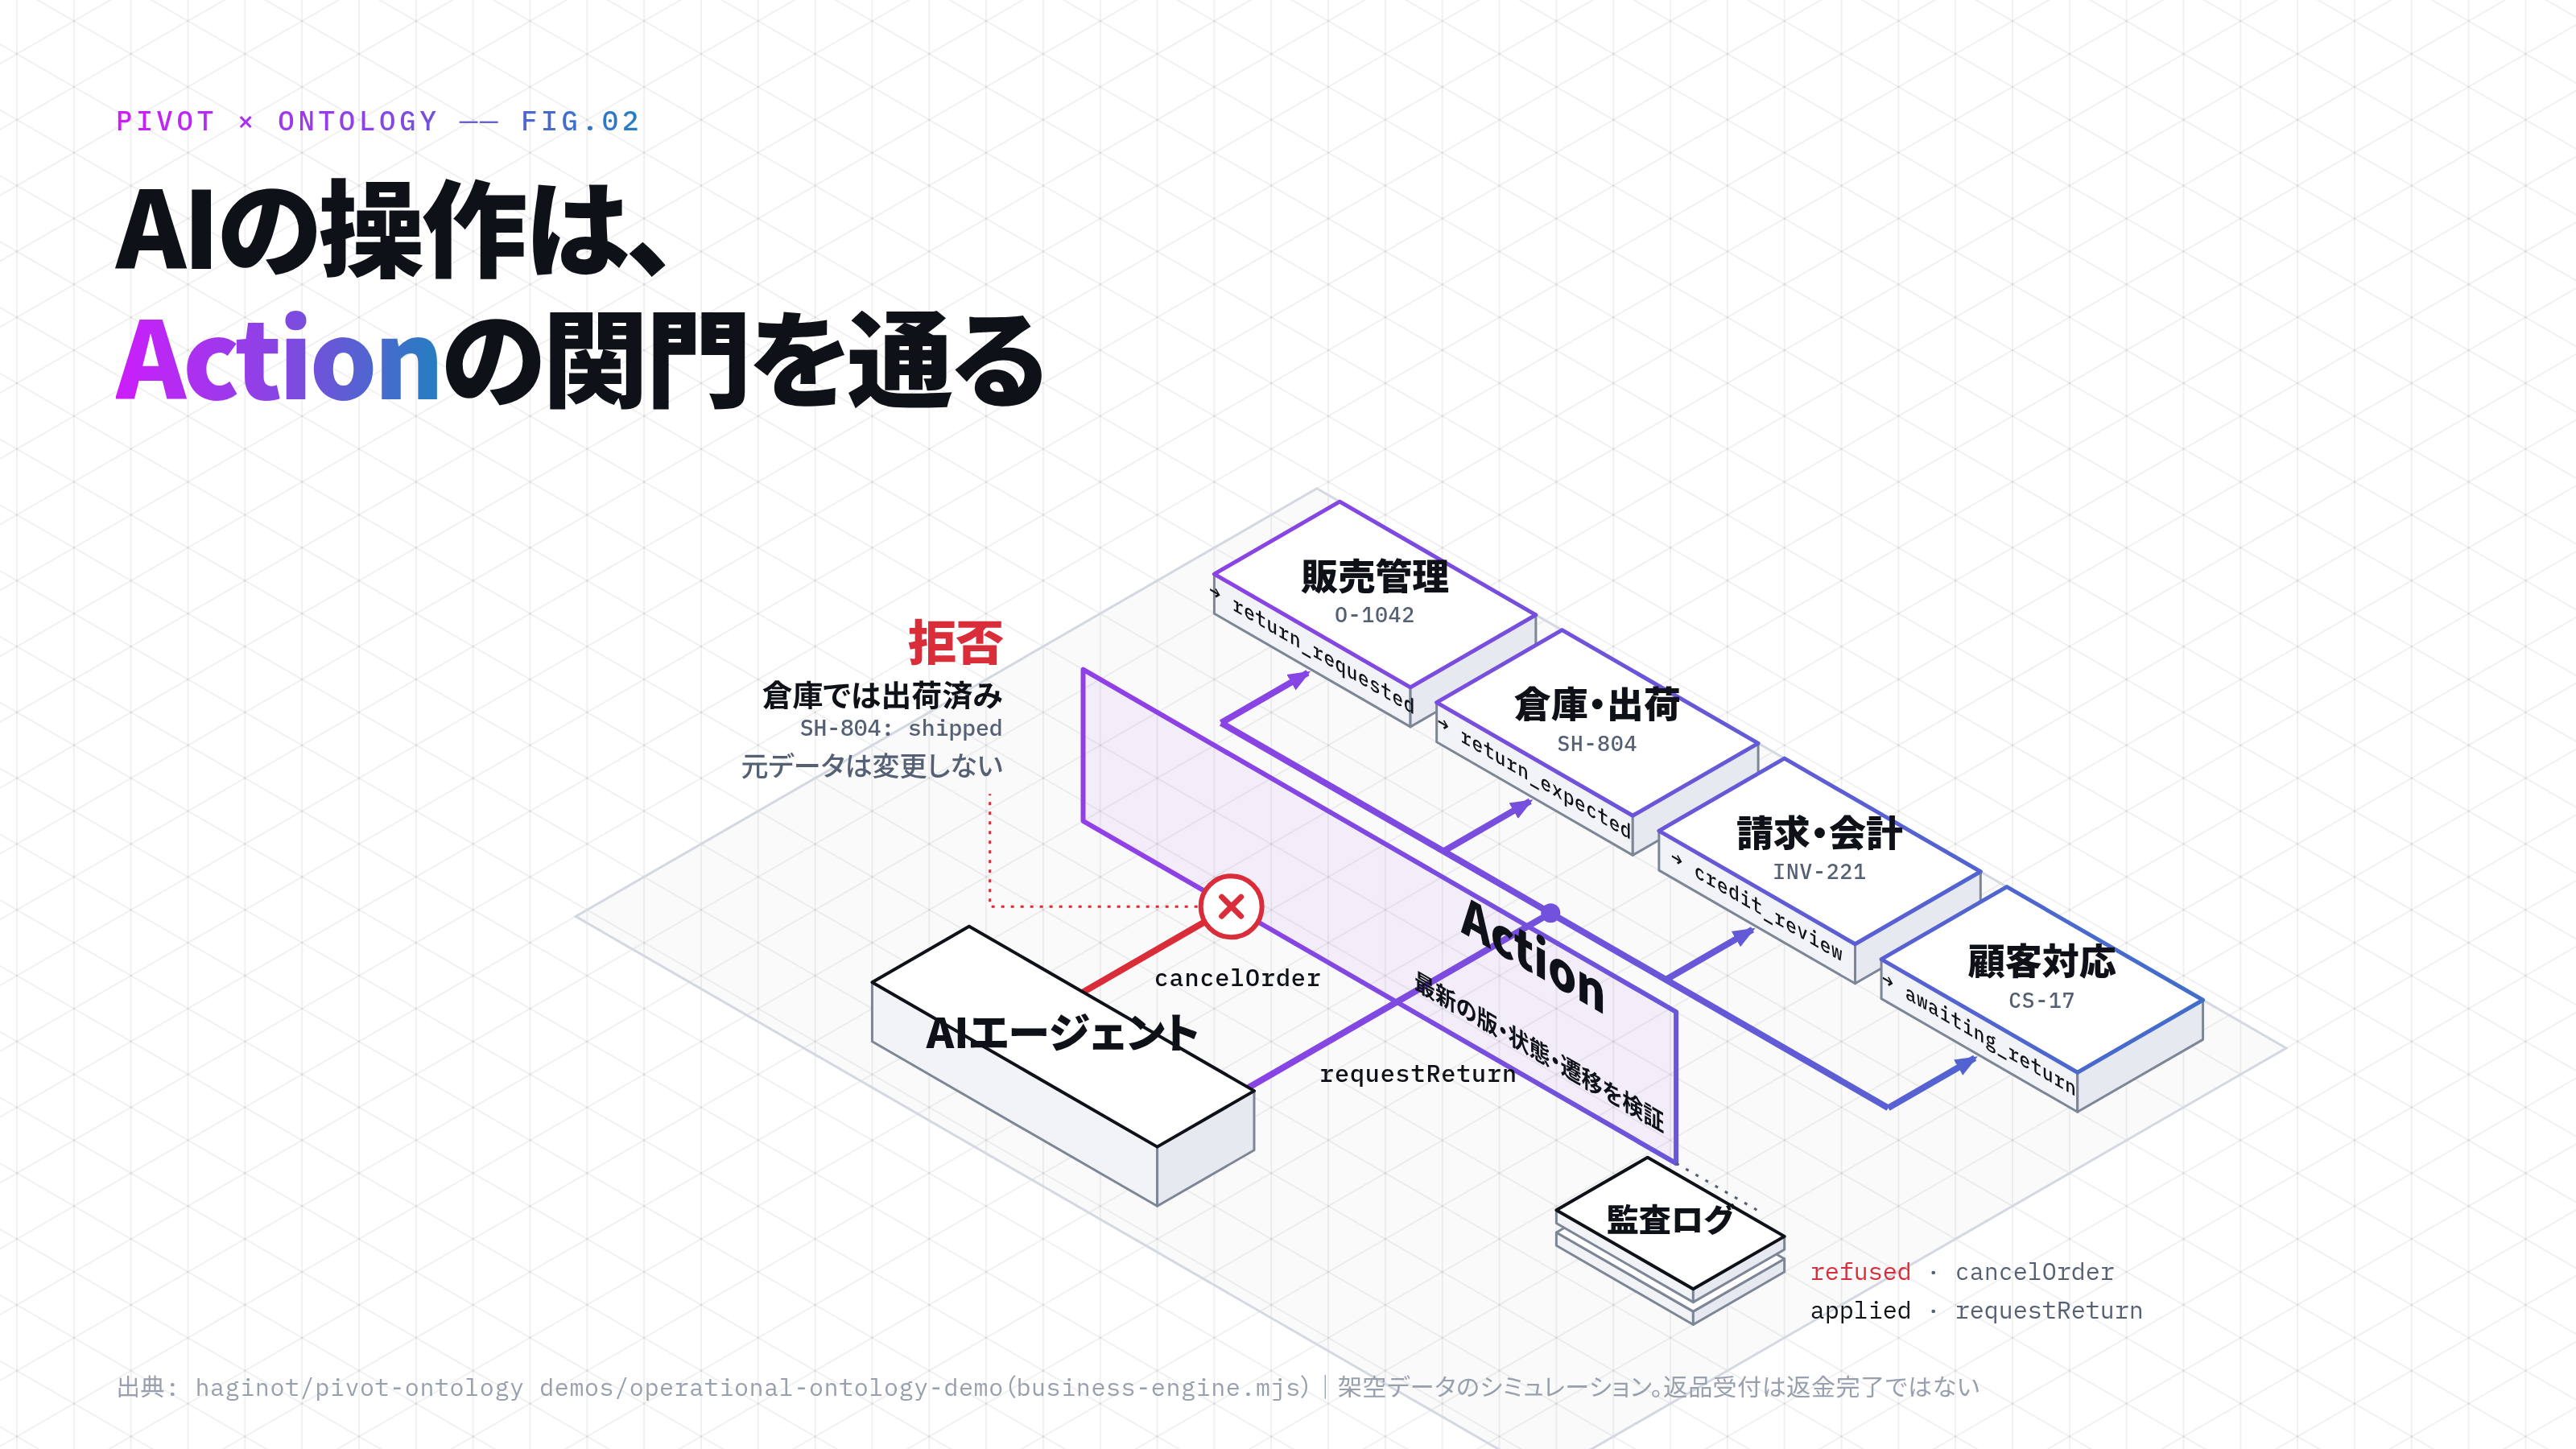 PIVOT × ONTOLOGY —— FIG.02
AIの操作は、
Actionの関門を通る
販売管理
O-1042
→ return_requested
倉庫・出荷
SH-804
→ return_expected
請求・会計
INV-221
→ credit_review
顧客対応
CS-17
→ awaiting_return
拒否
倉庫では出荷済み
SH-804: shipped
元データは変更しない
Action
最新の版・状態・遷移を検証
cancelOrder
AIエージェント
requestReturn
監査ログ
refused · cancelOrder
applied · requestReturn
出典: haginot/pivot-ontology demos/operational-ontology-demo(business-engine.mjs)|架空データのシミュレーション。返品受付は返金完了ではない